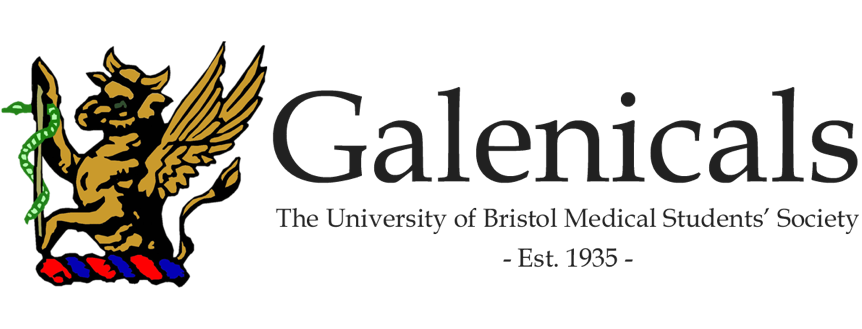 Galenicals
The University of Bristol Medical Students’ Society
- Est. 1935 -